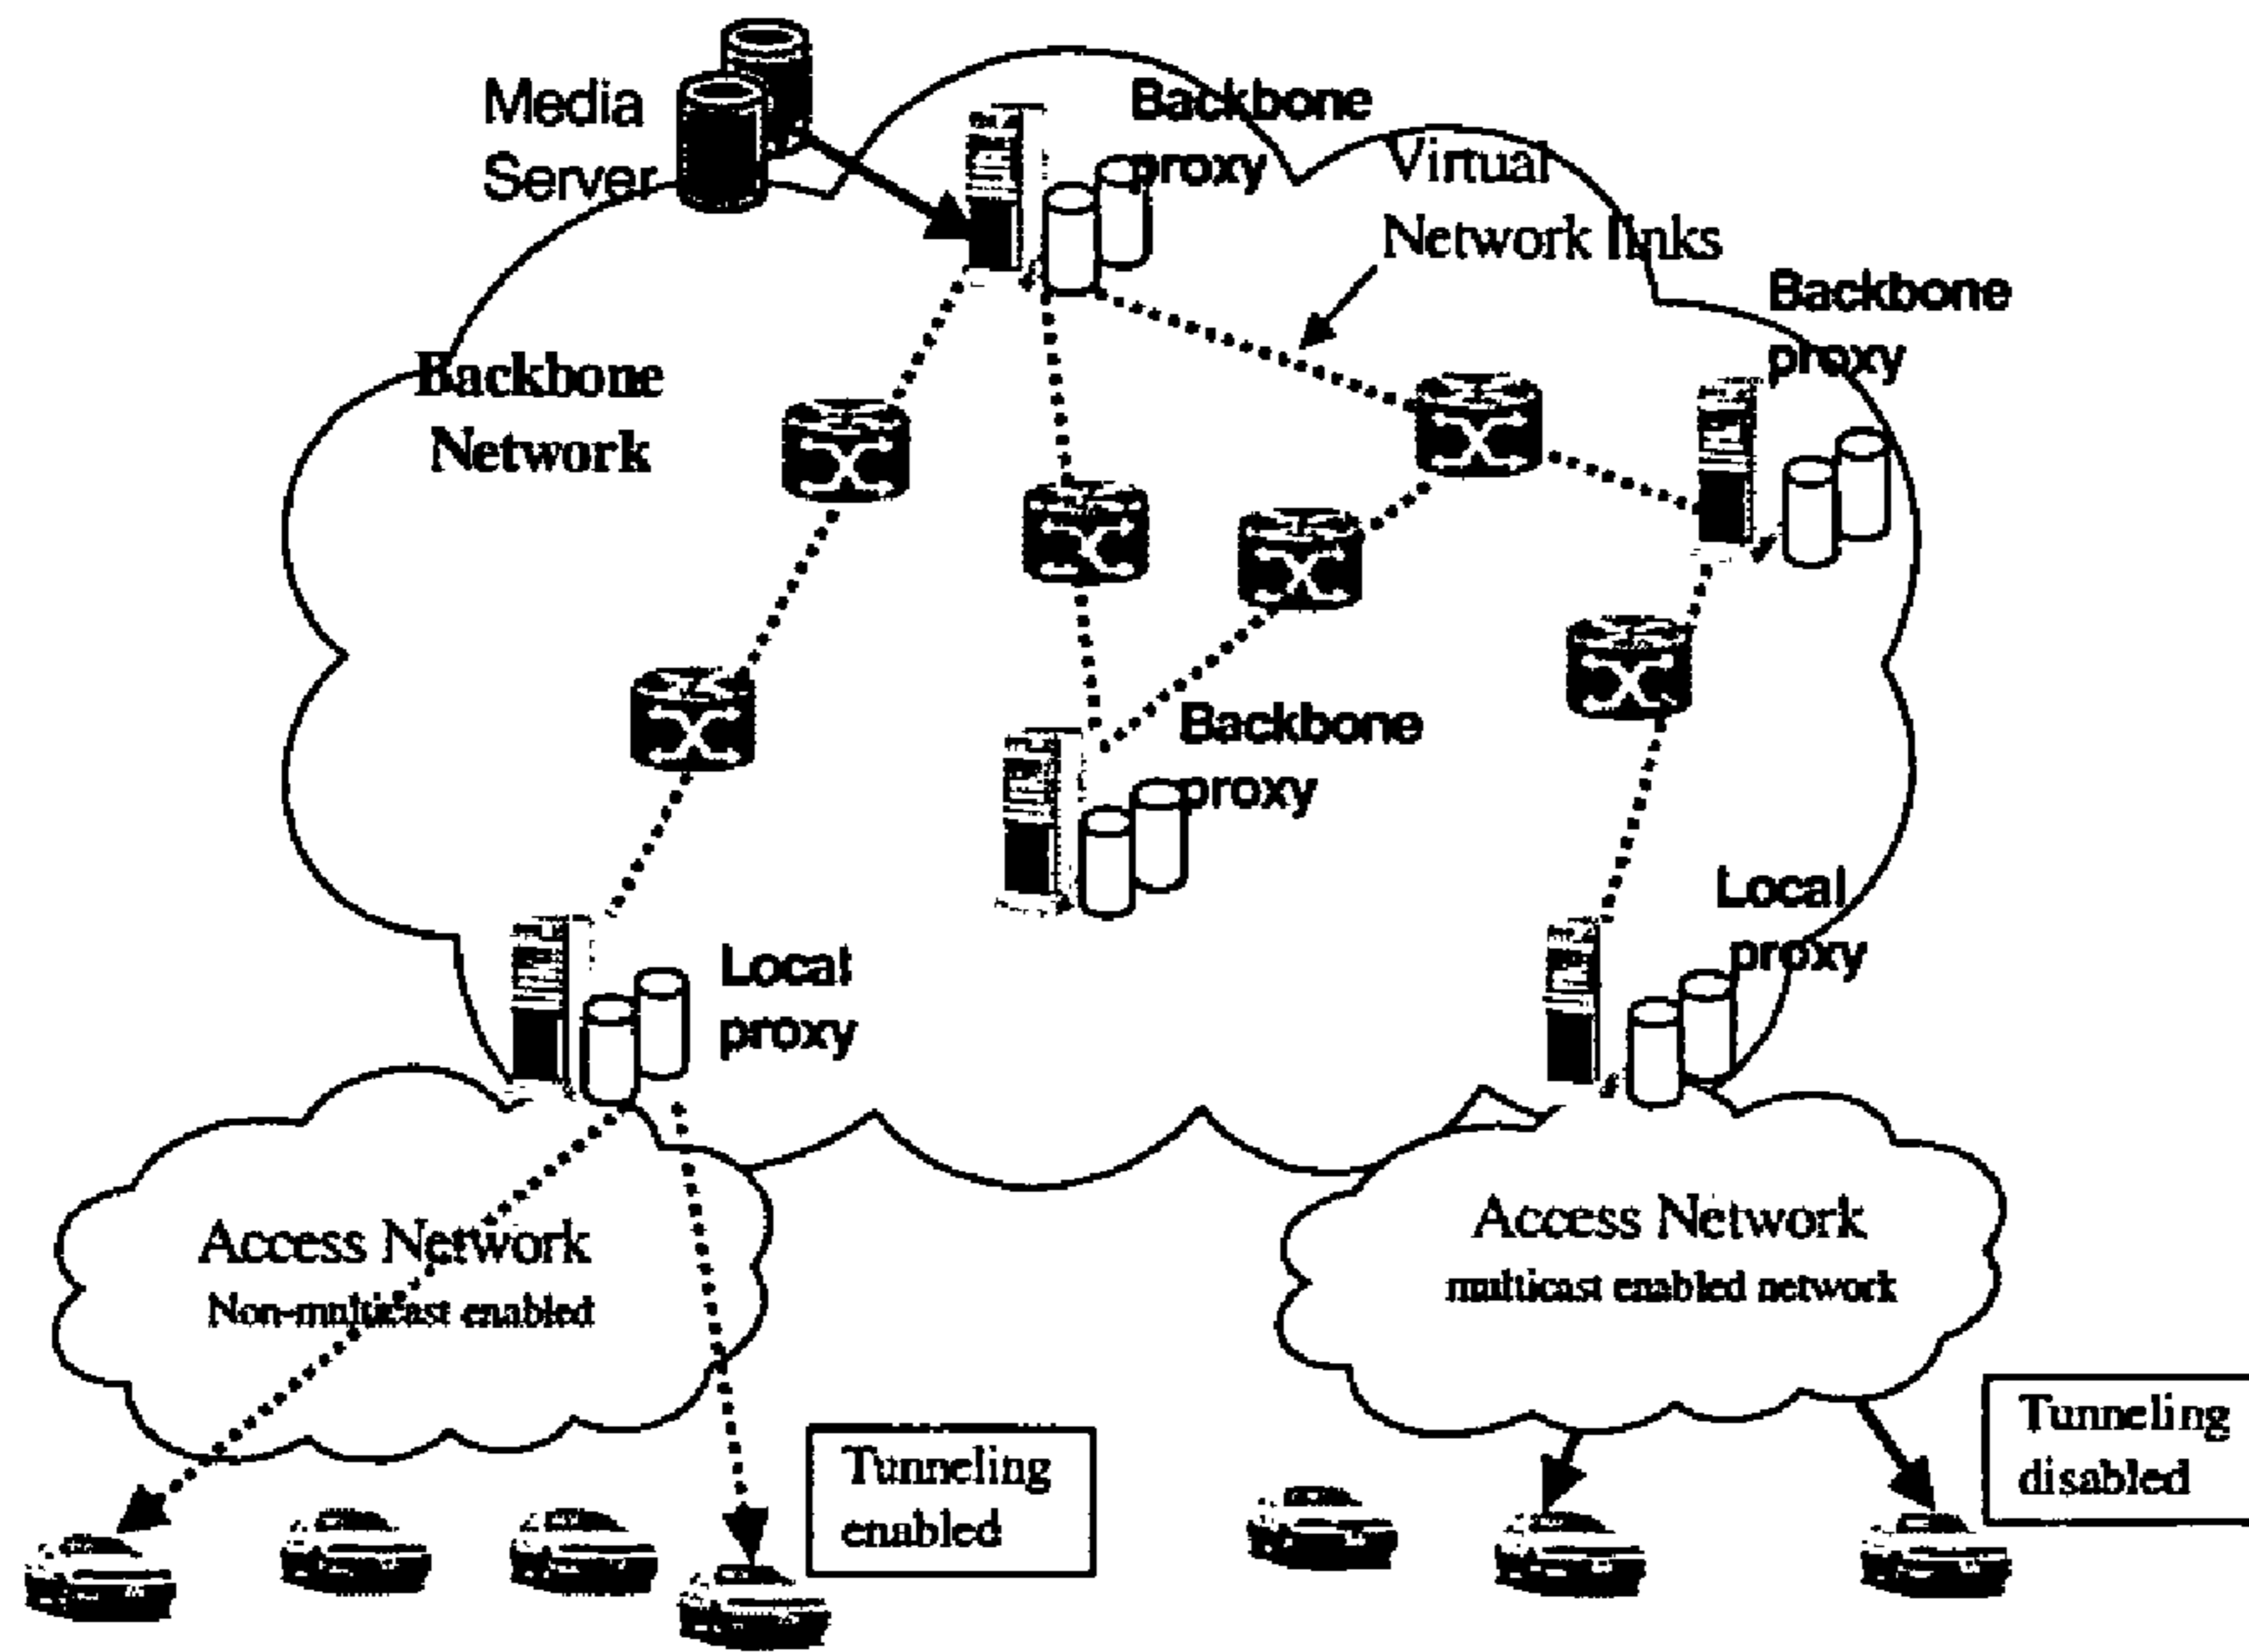 Media
Server
Backbone
proxy
Virtual
Network links
Backbone
proxy
Backbone
Network
Backbone
proxy
Local
proxy
Local
proxy
Access Network
Non-multicast enabled
Access Network
multicast enabled network
Tunneling
enabled
Tunneling
disabled